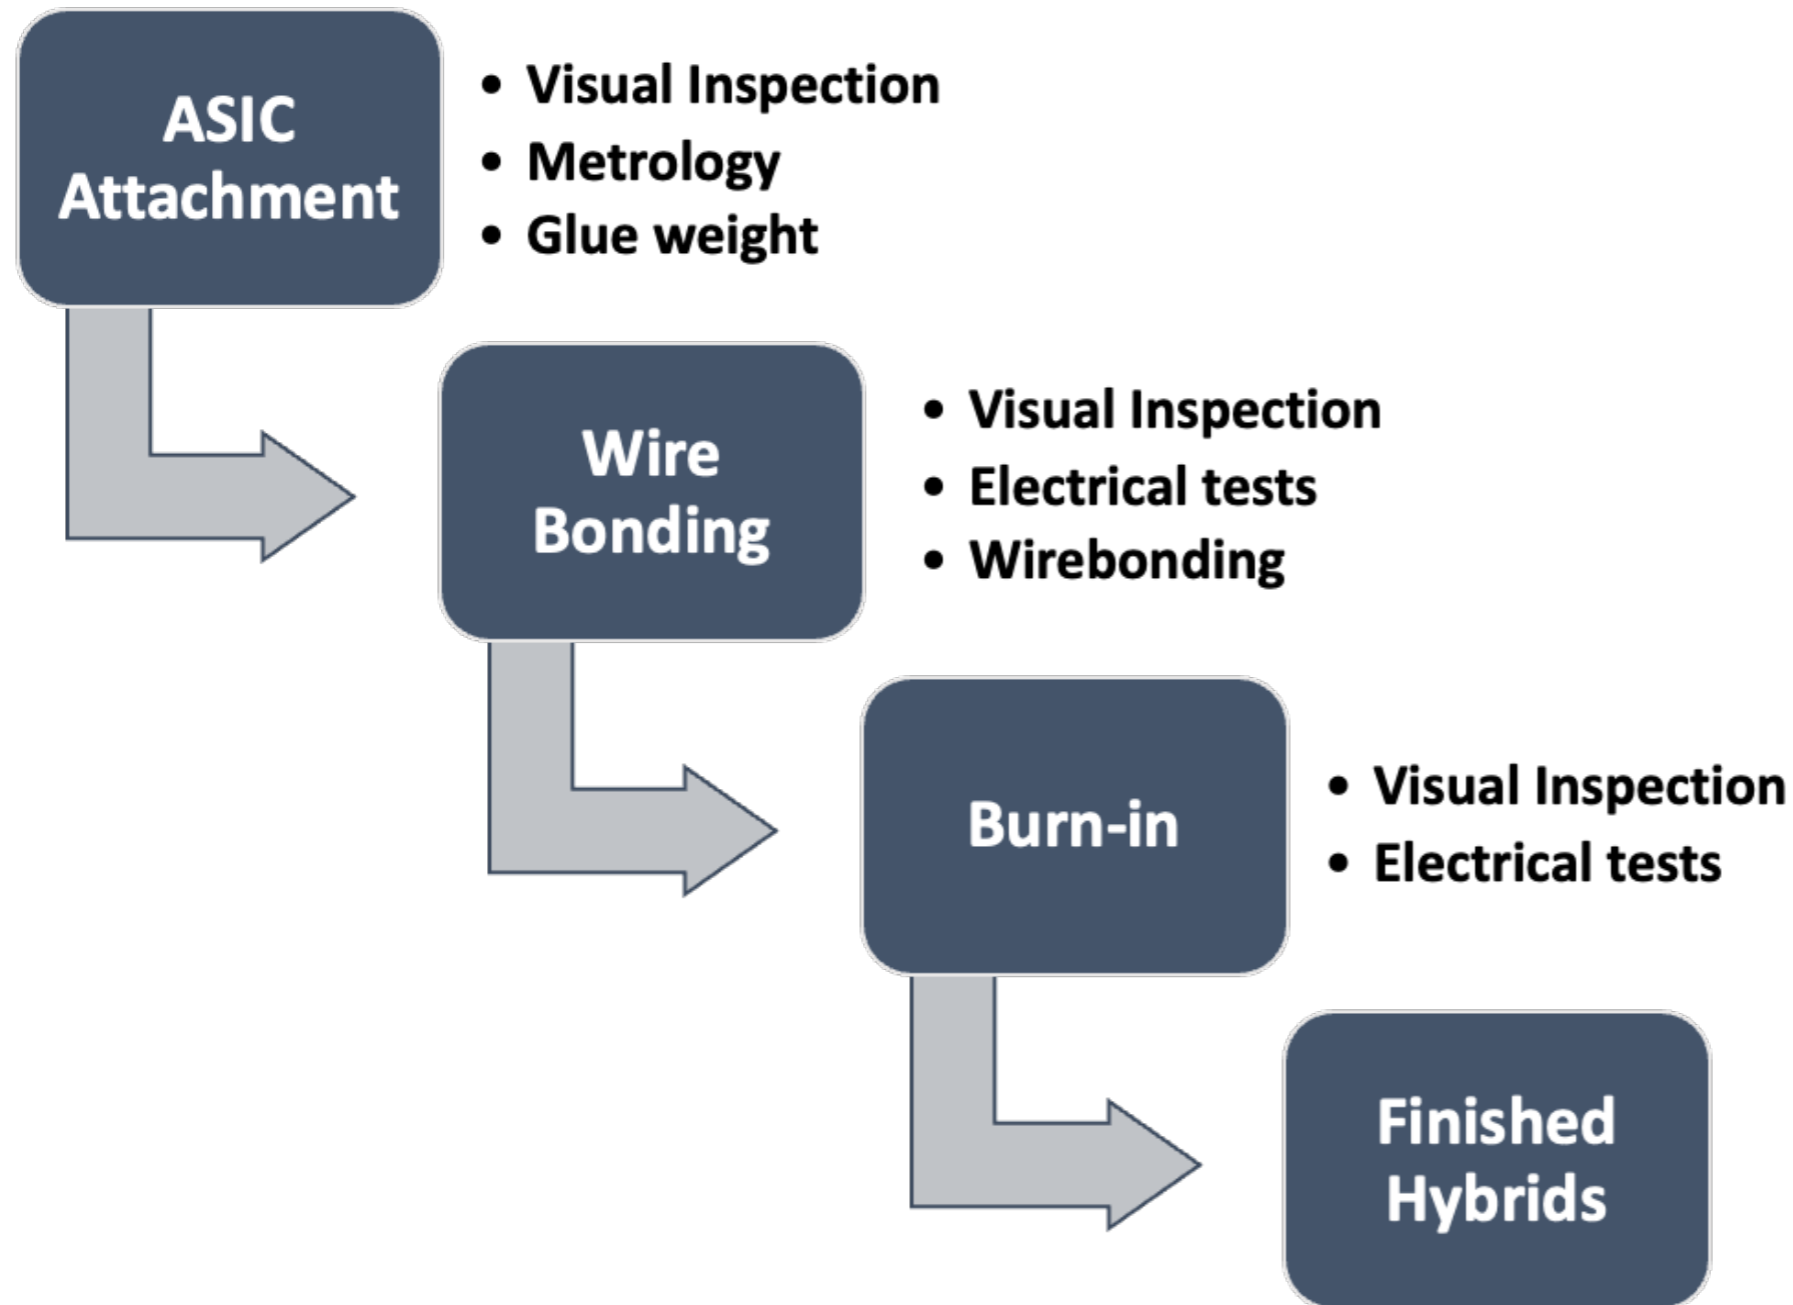 ASIC
Attachment
• Visual Inspection
• Metrology
• Glue weight
Wire
Bonding
• Visual Inspection
• Electrical tests
• Wirebonding
Burn-in
• Visual Inspection
• Electrical tests
Finished
Hybrids